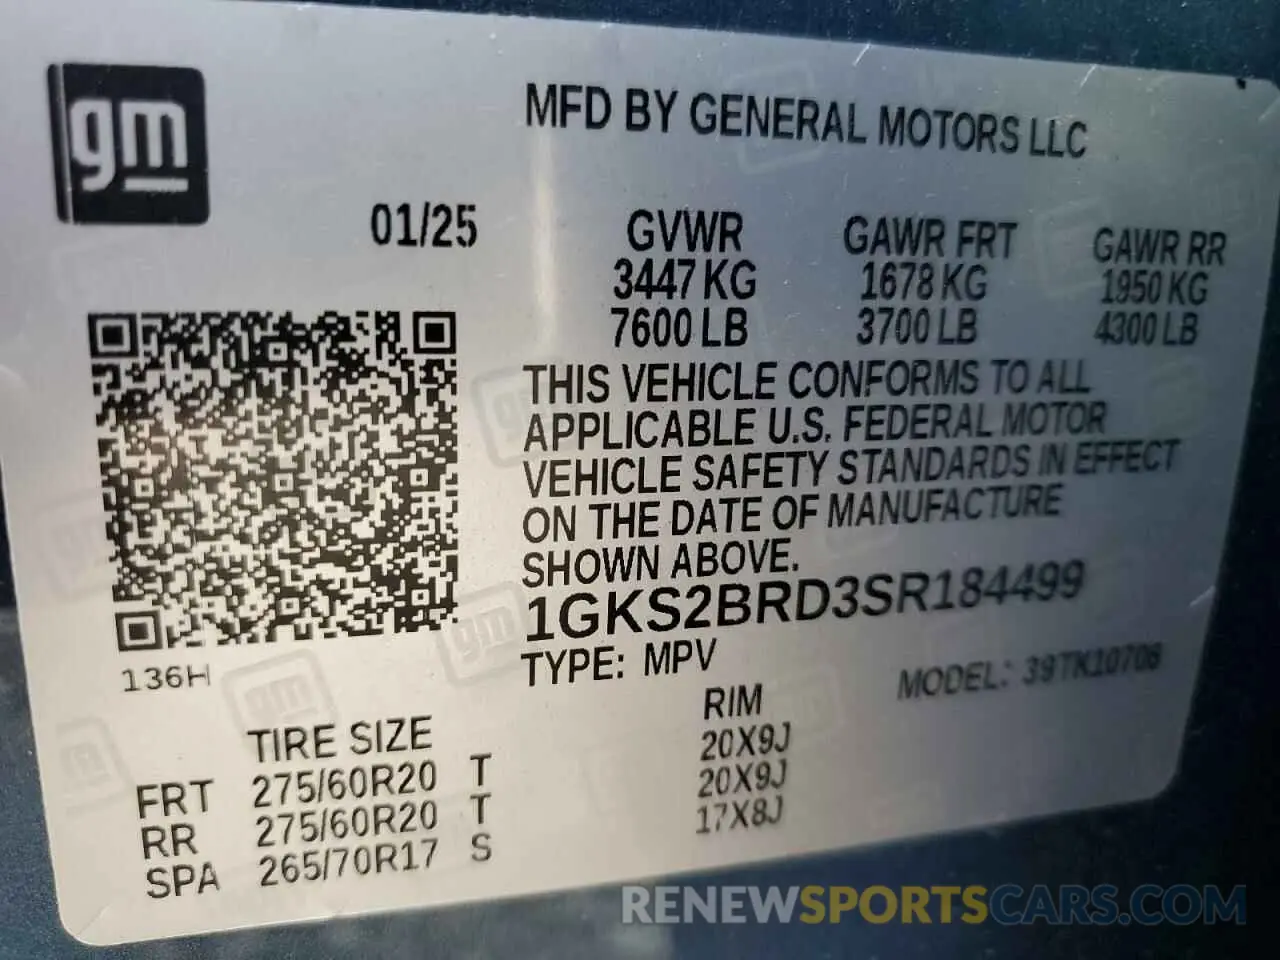 gm
MFD BY GENERAL MOTORS LLC
01/25
GVWR GAWR FRT GAWR RR
3447 KG 1678 KG 1950 KG
7600 LB 3700 LB 4300 LB
THIS VEHICLE CONFORMS TO ALL
APPLICABLE U.S. FEDERAL MOTOR
VEHICLE SAFETY STANDARDS IN EFFECT
ON THE DATE OF MANUFACTURE
SHOWN ABOVE.
1GKS2BRD3SR184499
136H
TYPE: MPV MODEL:
TIRE SIZE RIM
FRT 275/60R20 T 20X9J
RR 275/60R20 T 20X9J
SPA 265/70R17 S 17X8J
RENEWSPORTSCARS.COM